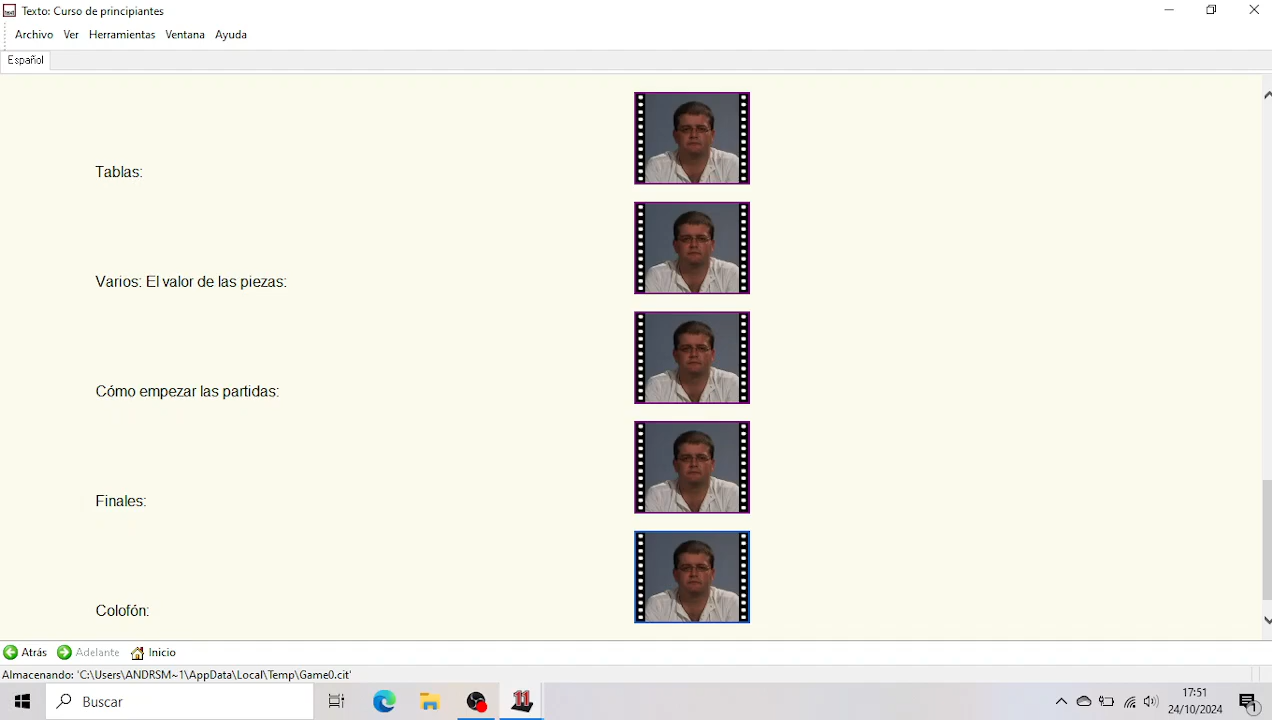 Texto: Curso de principiantes
Archivo Ver Herramientas Ventana Ayuda
Español
Tablas:
Varios: El valor de las piezas:
Cómo empezar las partidas:
Finales:
Colofón:
Atrás Adelante Inicio
Almacenando: 'C:\Users\ANDRSM~1\AppData\Local\Temp\Game0.cit'
Buscar
11
17:51
24/10/2024
1